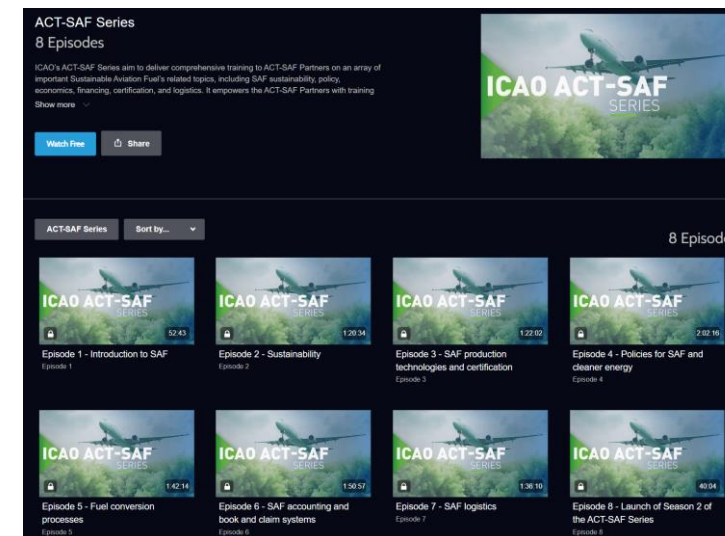 ACT-SAF Series
8 Episodes
ICAO's ACT-SAF Series aim to deliver comprehensive training to ACT-SAF Partners on an array of
important Sustainable Aviation Fuel's related topics, including SAF sustainability, policy,
economics, financing, certification, and logistics. It empowers the ACT-SAF Partners with training
Show more
Watch Free
Share
ICAO ACT-SAF
SERIES
ACT-SAF Series
Sort by...
8 Episode
ICAO ACT-SAF
SERIES
52:43
Episode 1 - Introduction to SAF
Episode 1
ICAO ACT-SAF
SERIES
1:20:34
Episode 2 - Sustainability
Episode 2
ICAO ACT-SAF
SERIES
1:22:02
Episode 3 - SAF production
technologies and certification
Episode 3
ICAO ACT-SAF
SERIES
2:02:16
Episode 4 - Policies for SAF and
cleaner energy
Episode 4
ICAO ACT-SAF
SERIES
1:42:14
Episode 5 - Fuel conversion
processes
Episode 5
ICAO ACT-SAF
SERIES
1:50:57
Episode 6 - SAF accounting and
book and claim systems
Episode 6
ICAO ACT-SAF
SERIES
1:36:10
Episode 7 - SAF logistics
Episode 7
ICAO ACT-SAF
SERIES
40:04
Episode 8 - Launch of Season 2 of
the ACT-SAF Series
Episode 8